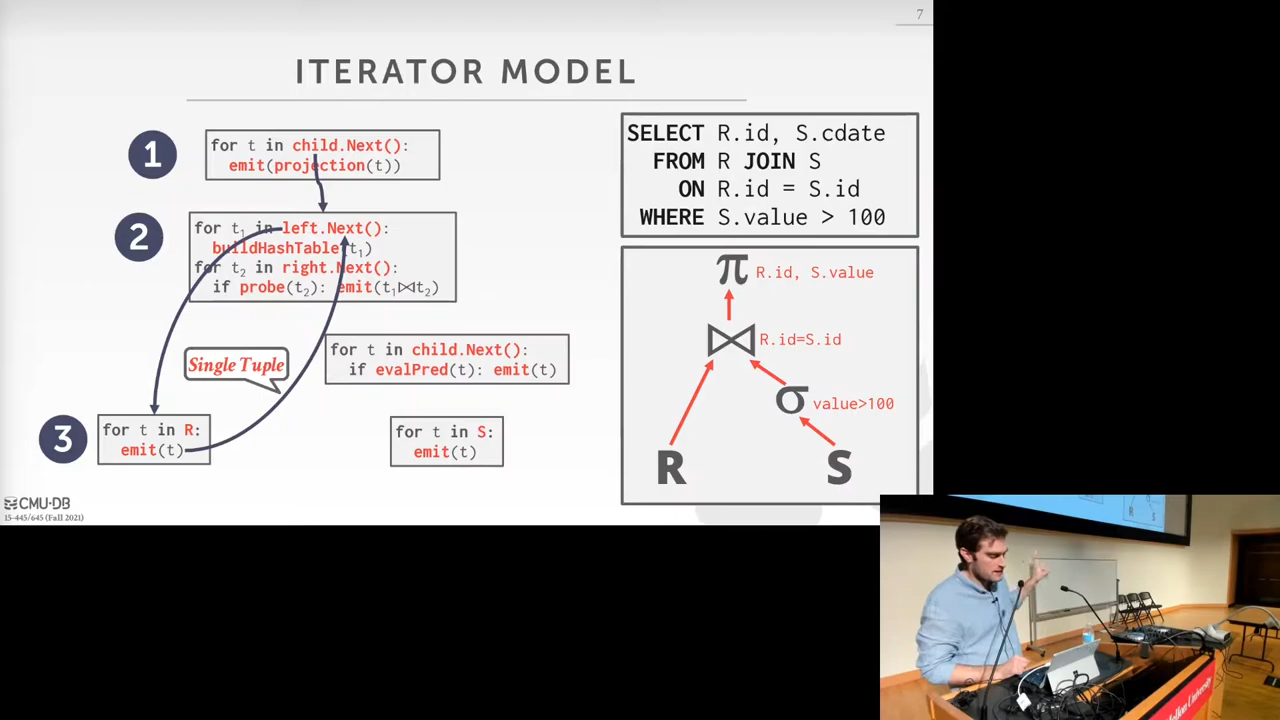 7
ITERATOR MODEL
1
for t in child.Next():
emit(projection(t))
2
for t1 in left.Next():
buildHashTable(t1)
for t2 in right.Next():
if probe(t2): emit(t1⋈t2)
for t in child.Next():
if evalPred(t): emit(t)
Single Tuple
3
for t in R:
emit(t)
for t in S:
emit(t)
SELECT R.id, S.cdate
FROM R JOIN S
ON R.id = S.id
WHERE S.value > 100
π R.id, S.value
⋈ R.id=S.id
σ value>100
R S
CMU·DB
15-445/645 (Fall 2021)
R S
Mellon University